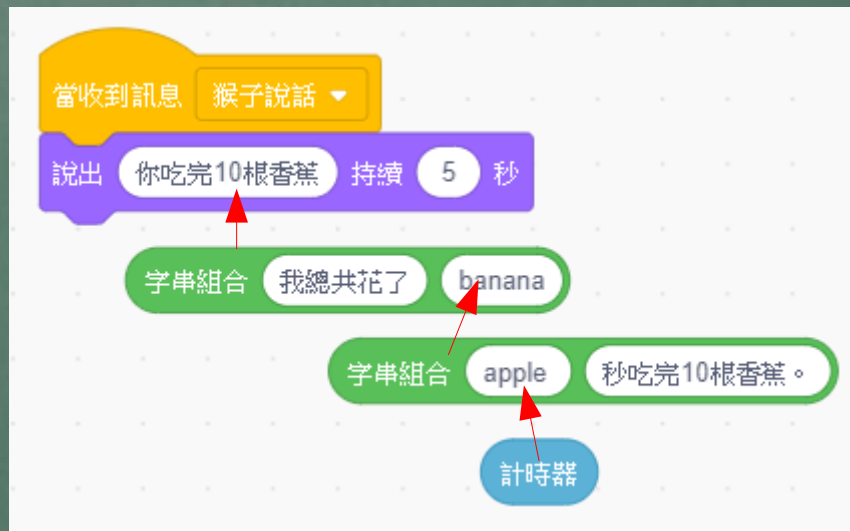 當收到訊息 猴子說話
說出 你吃完10根香蕉 持續 5 秒
字串組合 我總共花了 banana
字串組合 apple 秒吃完10根香蕉。
計時器